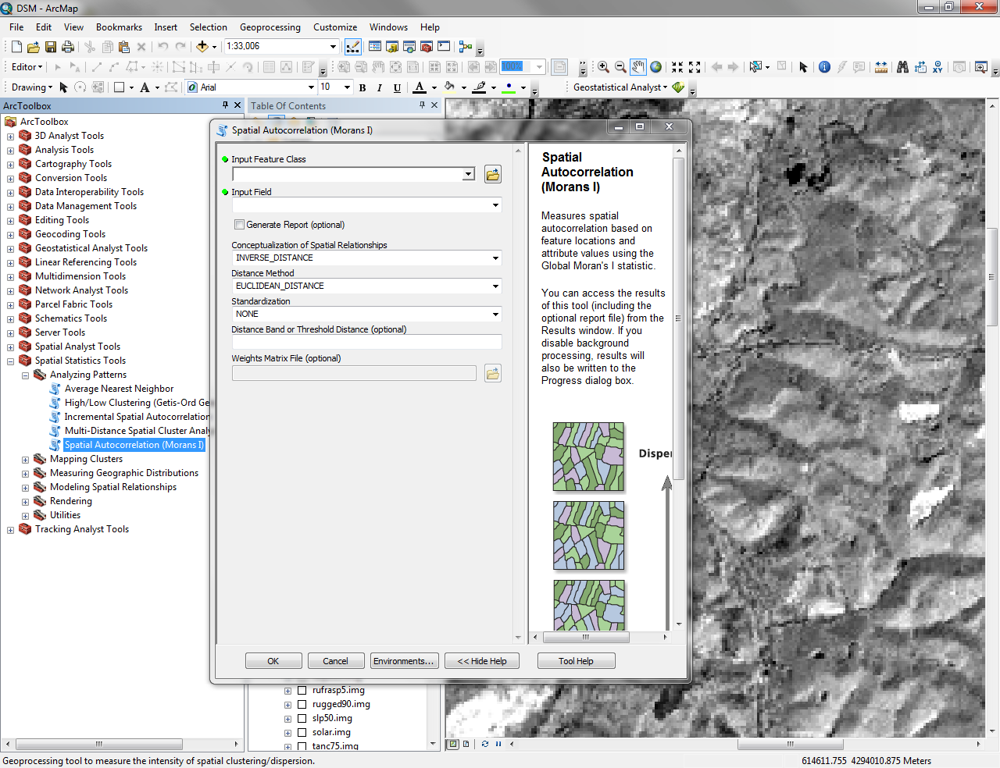 DSM - ArcMap
File Edit View Bookmarks Insert Selection Geoprocessing Customize Windows Help
1:33,006
Editor
100%
Drawing
Arial
10
B I U A
Geostatistical Analyst
ArcToolbox
Table Of Contents
ArcToolbox
3D Analyst Tools
Analysis Tools
Cartography Tools
Conversion Tools
Data Interoperability Tools
Data Management Tools
Editing Tools
Geocoding Tools
Geostatistical Analyst Tools
Linear Referencing Tools
Multidimension Tools
Network Analyst Tools
Parcel Fabric Tools
Schematics Tools
Server Tools
Spatial Analyst Tools
Spatial Statistics Tools
Analyzing Patterns
Average Nearest Neighbor
High/Low Clustering (Getis-Ord Ge
Incremental Spatial Autocorrelation
Multi-Distance Spatial Cluster Analy
Spatial Autocorrelation (Morans I)
Mapping Clusters
Measuring Geographic Distributions
Modeling Spatial Relationships
Rendering
Utilities
Tracking Analyst Tools
Spatial Autocorrelation (Morans I)
Input Feature Class
Input Field
Generate Report (optional)
Conceptualization of Spatial Relationships
INVERSE_DISTANCE
Distance Method
EUCLIDEAN_DISTANCE
Standardization
NONE
Distance Band or Threshold Distance (optional)
Weights Matrix File (optional)
Spatial
Autocorrelation
(Morans I)
Measures spatial
autocorrelation based on
feature locations and
attribute values using the
Global Moran's I statistic.
You can access the results
of this tool (including the
optional report file) from the
Results window. If you
disable background
processing, results will
also be written to the
Progress dialog box.
Disper
OK
Cancel
Environments...
<< Hide Help
Tool Help
rufrasp5.img
rugged90.img
slp50.img
solar.img
tanc75.img
Geoprocessing tool to measure the intensity of spatial clustering/dispersion.
614611.755 4294010.875 Meters